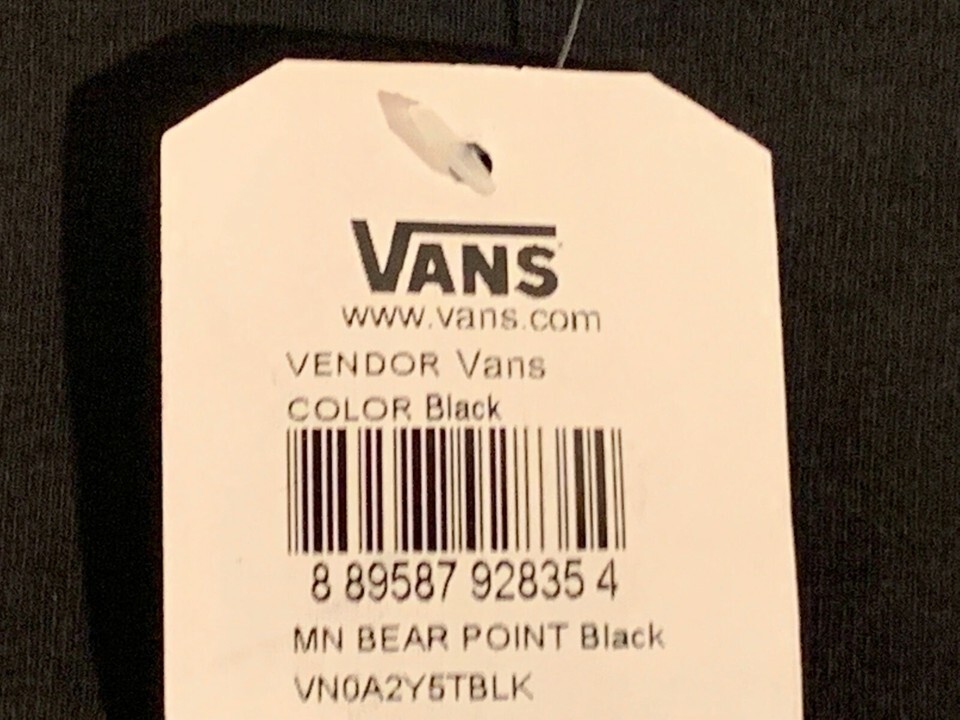 VANS
www.vans.com
VENDOR Vans
COLOR Black
8 89587 92835 4
MN BEAR POINT Black
VN0A2Y5TBLK